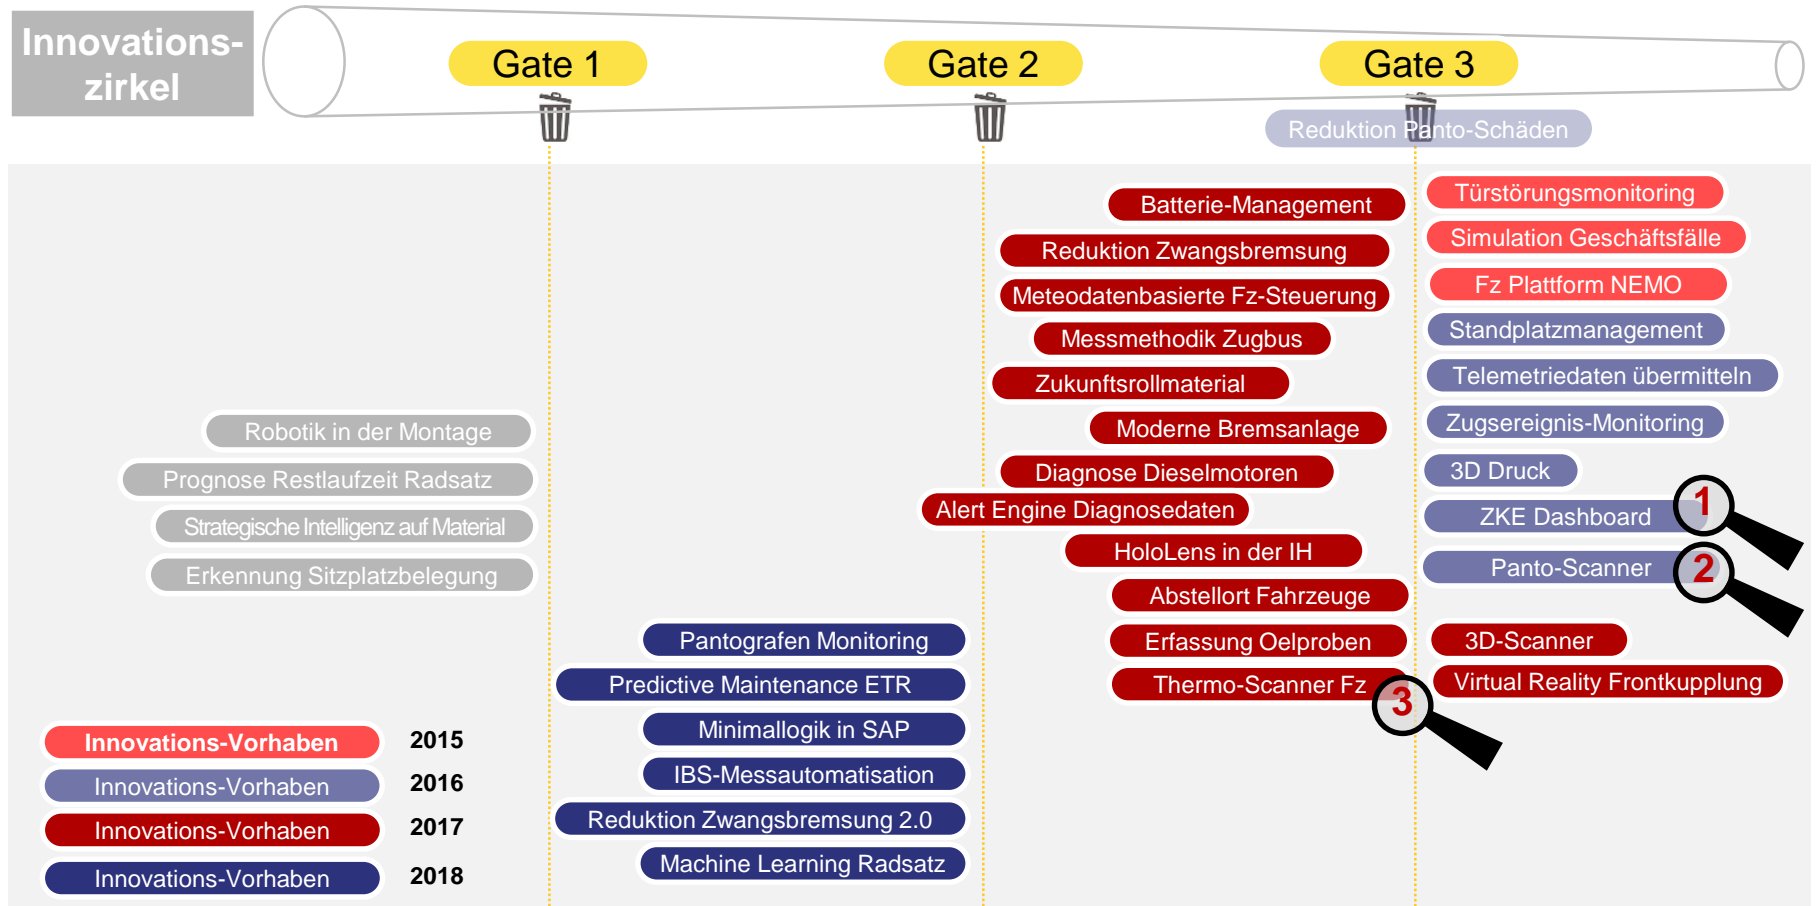 Innovations-
zirkel
Gate 1
Gate 2
Gate 3
Reduktion Panto-Schäden
Batterie-Management
Reduktion Zwangsbremsung
Meteodatenbasierte Fz-Steuerung
Messmethodik Zugbus
Zukunftsrollmaterial
Moderne Bremsanlage
Diagnose Dieselmotoren
Alert Engine Diagnosedaten
HoloLens in der IH
Abstellort Fahrzeuge
Erfassung Oelproben
Thermo-Scanner Fz
3
Türstörungsmonitoring
Simulation Geschäftsfälle
Fz Plattform NEMO
Standplatzmanagement
Telemetriedaten übermitteln
Zugsereignis-Monitoring
3D Druck
ZKE Dashboard
1
Panto-Scanner
2
3D-Scanner
Virtual Reality Frontkupplung
Robotik in der Montage
Prognose Restlaufzeit Radsatz
Strategische Intelligenz auf Material
Erkennung Sitzplatzbelegung
Pantografen Monitoring
Predictive Maintenance ETR
Minimallogik in SAP
IBS-Messautomatisation
Reduktion Zwangsbremsung 2.0
Machine Learning Radsatz
Innovations-Vorhaben 2015
Innovations-Vorhaben 2016
Innovations-Vorhaben 2017
Innovations-Vorhaben 2018